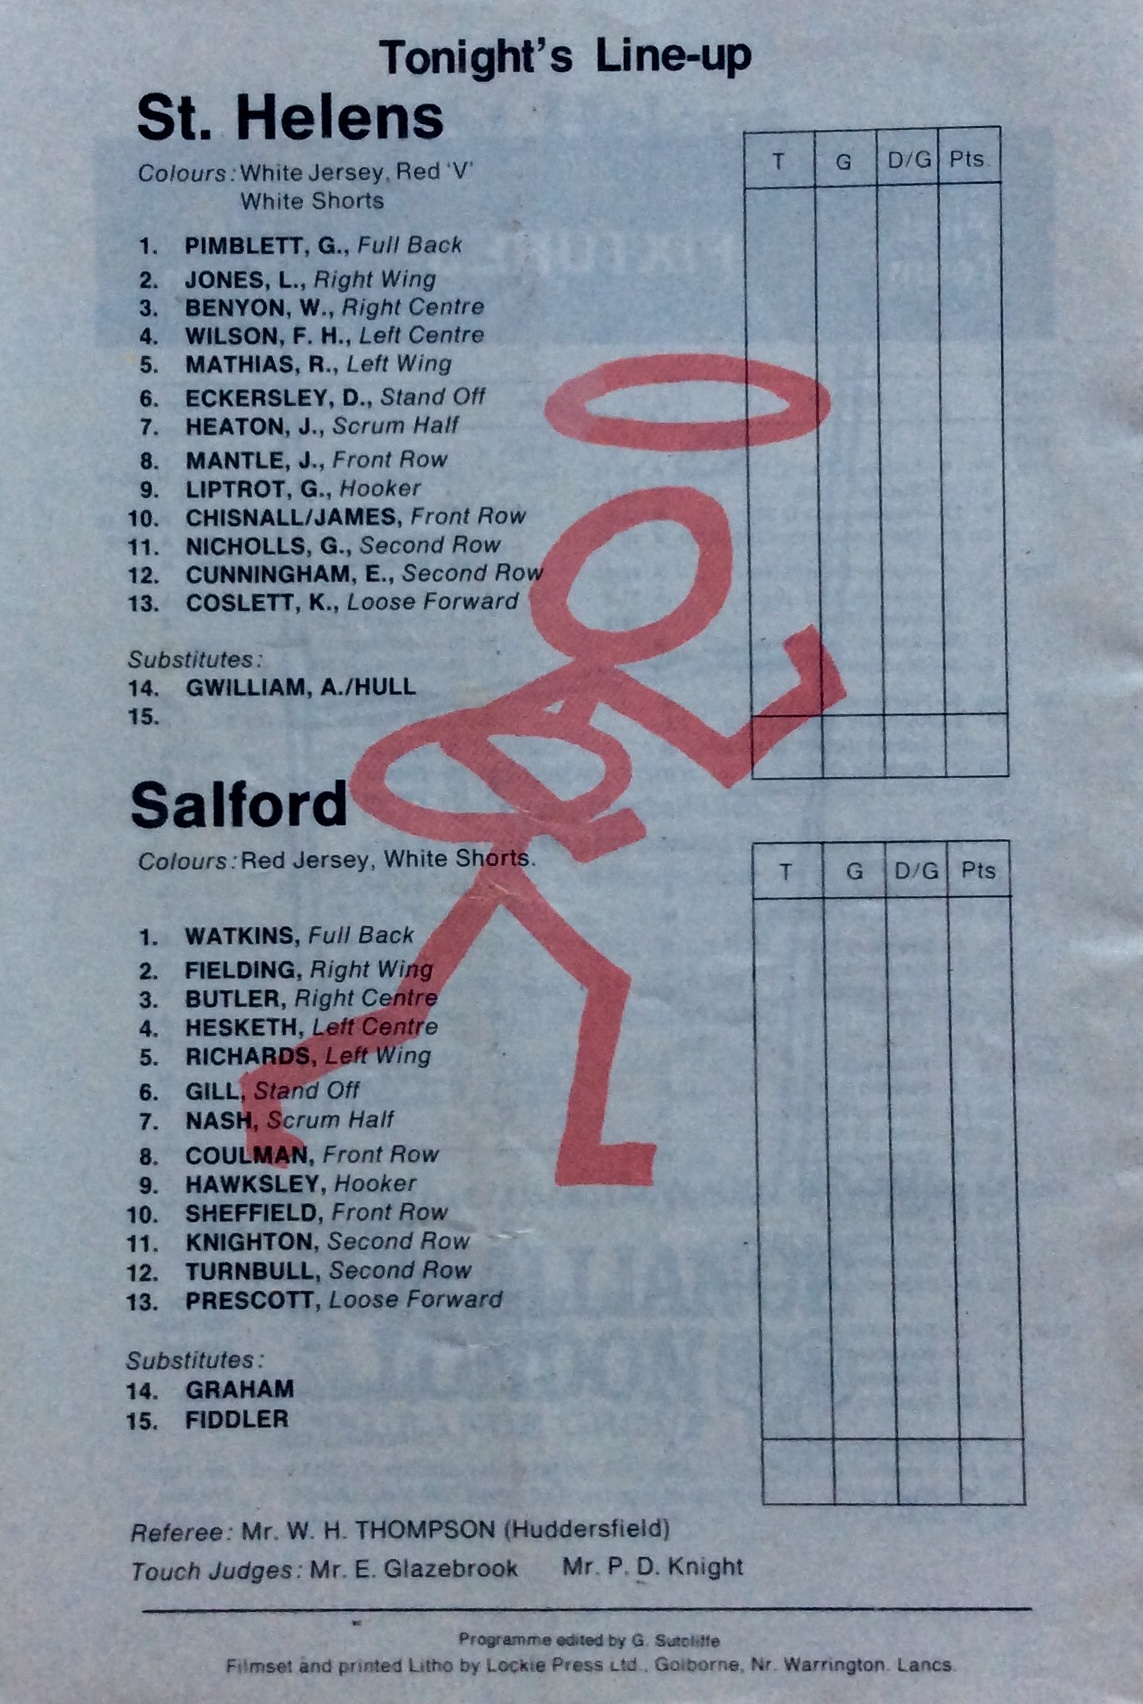 Tonight's Line-up
St. Helens
Colours: White Jersey, Red 'V'
White Shorts
T G D/G Pts.
1. PIMBLETT, G., Full Back
2. JONES, L., Right Wing
3. BENYON, W., Right Centre
4. WILSON, F. H., Left Centre
5. MATHIAS, R., Left Wing
6. ECKERSLEY, D., Stand Off
7. HEATON, J., Scrum Half
8. MANTLE, J., Front Row
9. LIPTROT, G., Hooker
10. CHISNALL/JAMES, Front Row
11. NICHOLLS, G., Second Row
12. CUNNINGHAM, E., Second Row
13. COSLETT, K., Loose Forward
Substitutes:
14. GWILLIAM, A./HULL
15.
Salford
Colours: Red Jersey, White Shorts.
T G D/G Pts
1. WATKINS, Full Back
2. FIELDING, Right Wing
3. BUTLER, Right Centre
4. HESKETH, Left Centre
5. RICHARDS, Left Wing
6. GILL, Stand Off
7. NASH, Scrum Half
8. COULMAN, Front Row
9. HAWKSLEY, Hooker
10. SHEFFIELD, Front Row
11. KNIGHTON, Second Row
12. TURNBULL, Second Row
13. PRESCOTT, Loose Forward
Substitutes:
14. GRAHAM
15. FIDDLER
Referee: Mr. W. H. THOMPSON (Huddersfield)
Touch Judges: Mr. E. Glazebrook Mr. P. D. Knight
Programme edited by G. Sutcliffe
Filmset and printed Litho by Lockie Press Ltd., Golborne, Nr. Warrington. Lancs.